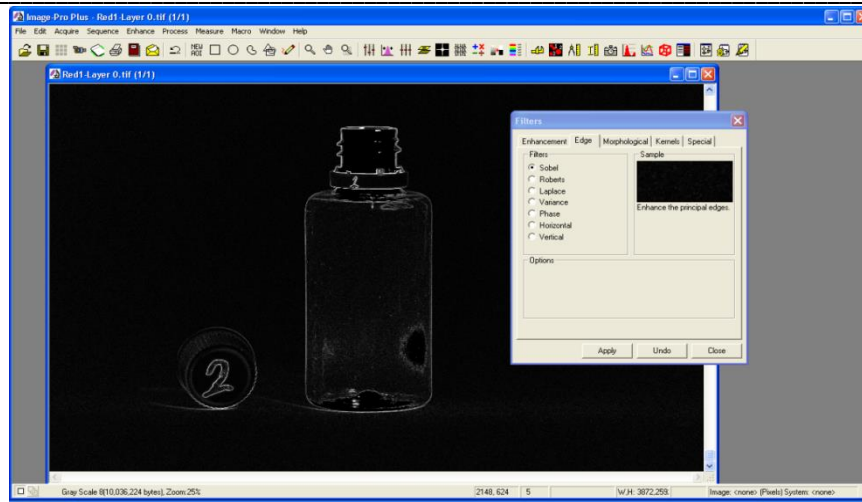 Image-Pro Plus - Red1-Layer 0.tif (1/1)
File Edit Acquire Sequence Enhance Process Measure Macro Window Help
NEW
AOI
Red1-Layer 0.tif (1/1)
2
2
Filters
Enhancement Edge Morphological Kernels Special
Filters
Sobel
Roberts
Laplace
Variance
Phase
Horizontal
Vertical
Sample
Enhance the principal edges.
Options
Apply Undo Close
Gray Scale 8(10,036,224 bytes), Zoom:25% 2148, 624 5 W,H: 3872,259 Image: <none> (Pixels) System: <none>